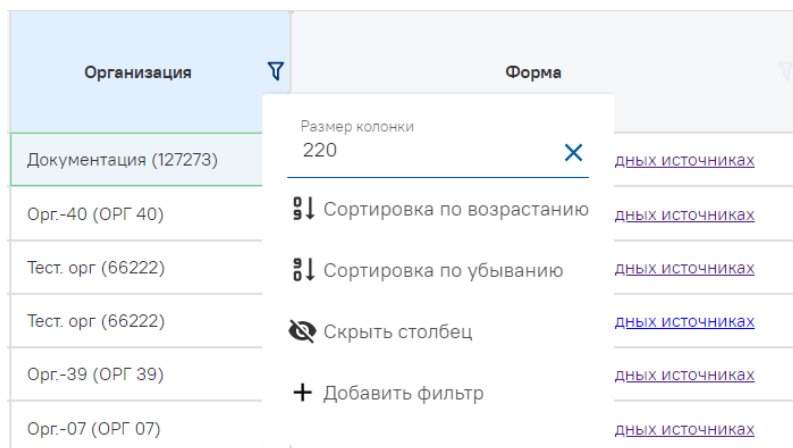 Организация
Форма
Размер колонки
220
Документация (127273)
дных источниках
Сортировка по возрастанию
Орг.-40 (ОРГ 40)
дных источниках
Тест. орг (66222)
Сортировка по убыванию
дных источниках
Тест. орг (66222)
Скрыть столбец
дных источниках
Орг.-39 (ОРГ 39)
Добавить фильтр
дных источниках
Орг.-07 (ОРГ 07)
дных источниках